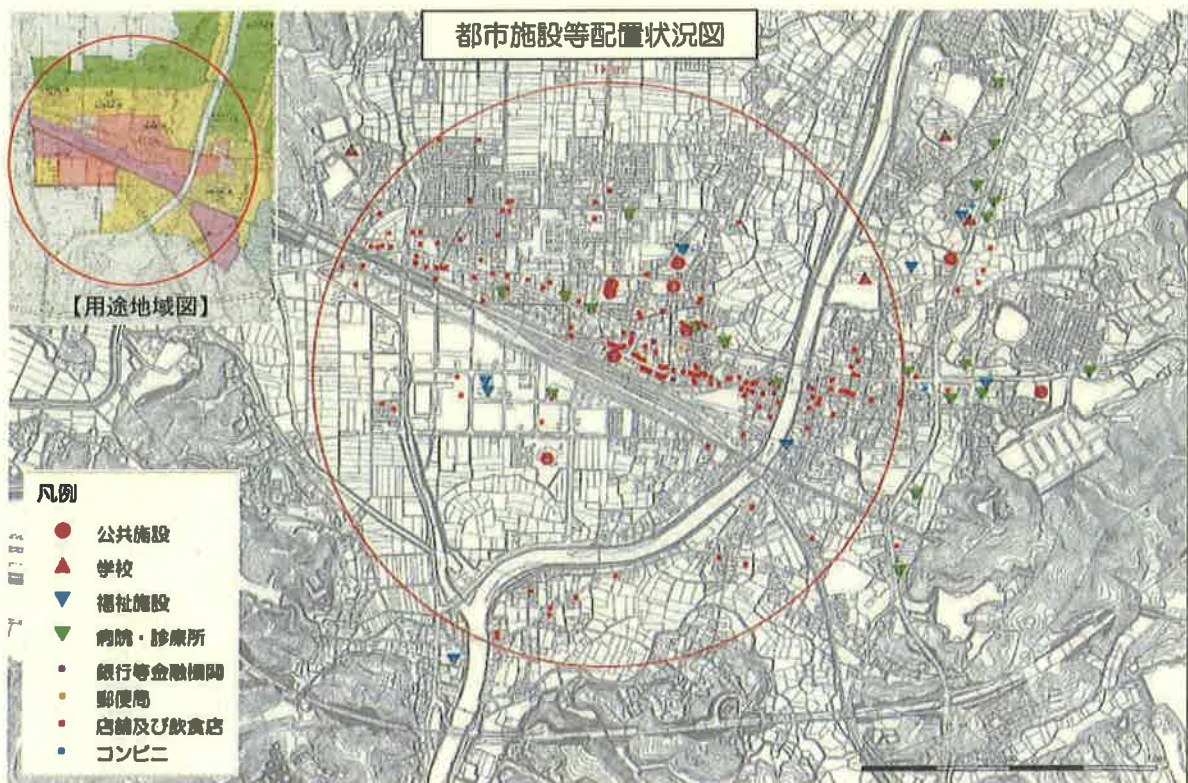 都市施設等配置状況図
【用途地域図】
凡例
公共施設
学校
福祉施設
病院・診療所
銀行等金融機関
郵便局
店舗及び飲食店
コンビニ